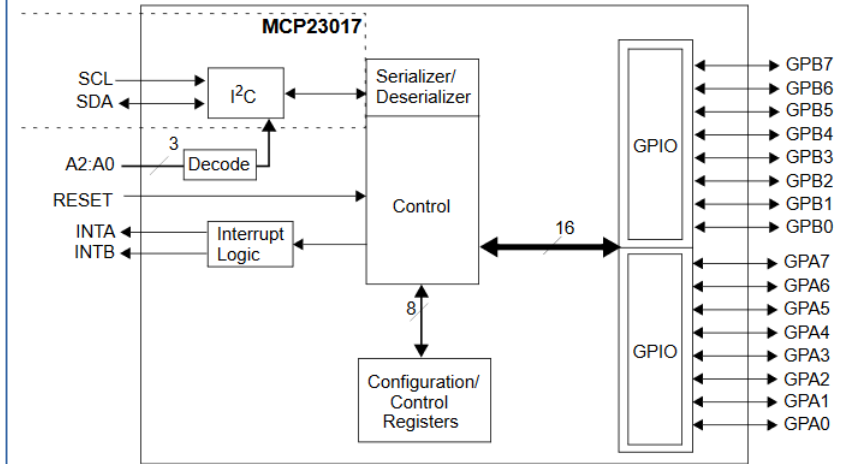 MCP23017
SCL
SDA
I²C
Serializer/
Deserializer
A2:A0
3
Decode
RESET
Control
INTA
INTB
Interrupt
Logic
16
8
Configuration/
Control
Registers
GPIO
GPB7
GPB6
GPB5
GPB4
GPB3
GPB2
GPB1
GPB0
GPIO
GPA7
GPA6
GPA5
GPA4
GPA3
GPA2
GPA1
GPA0